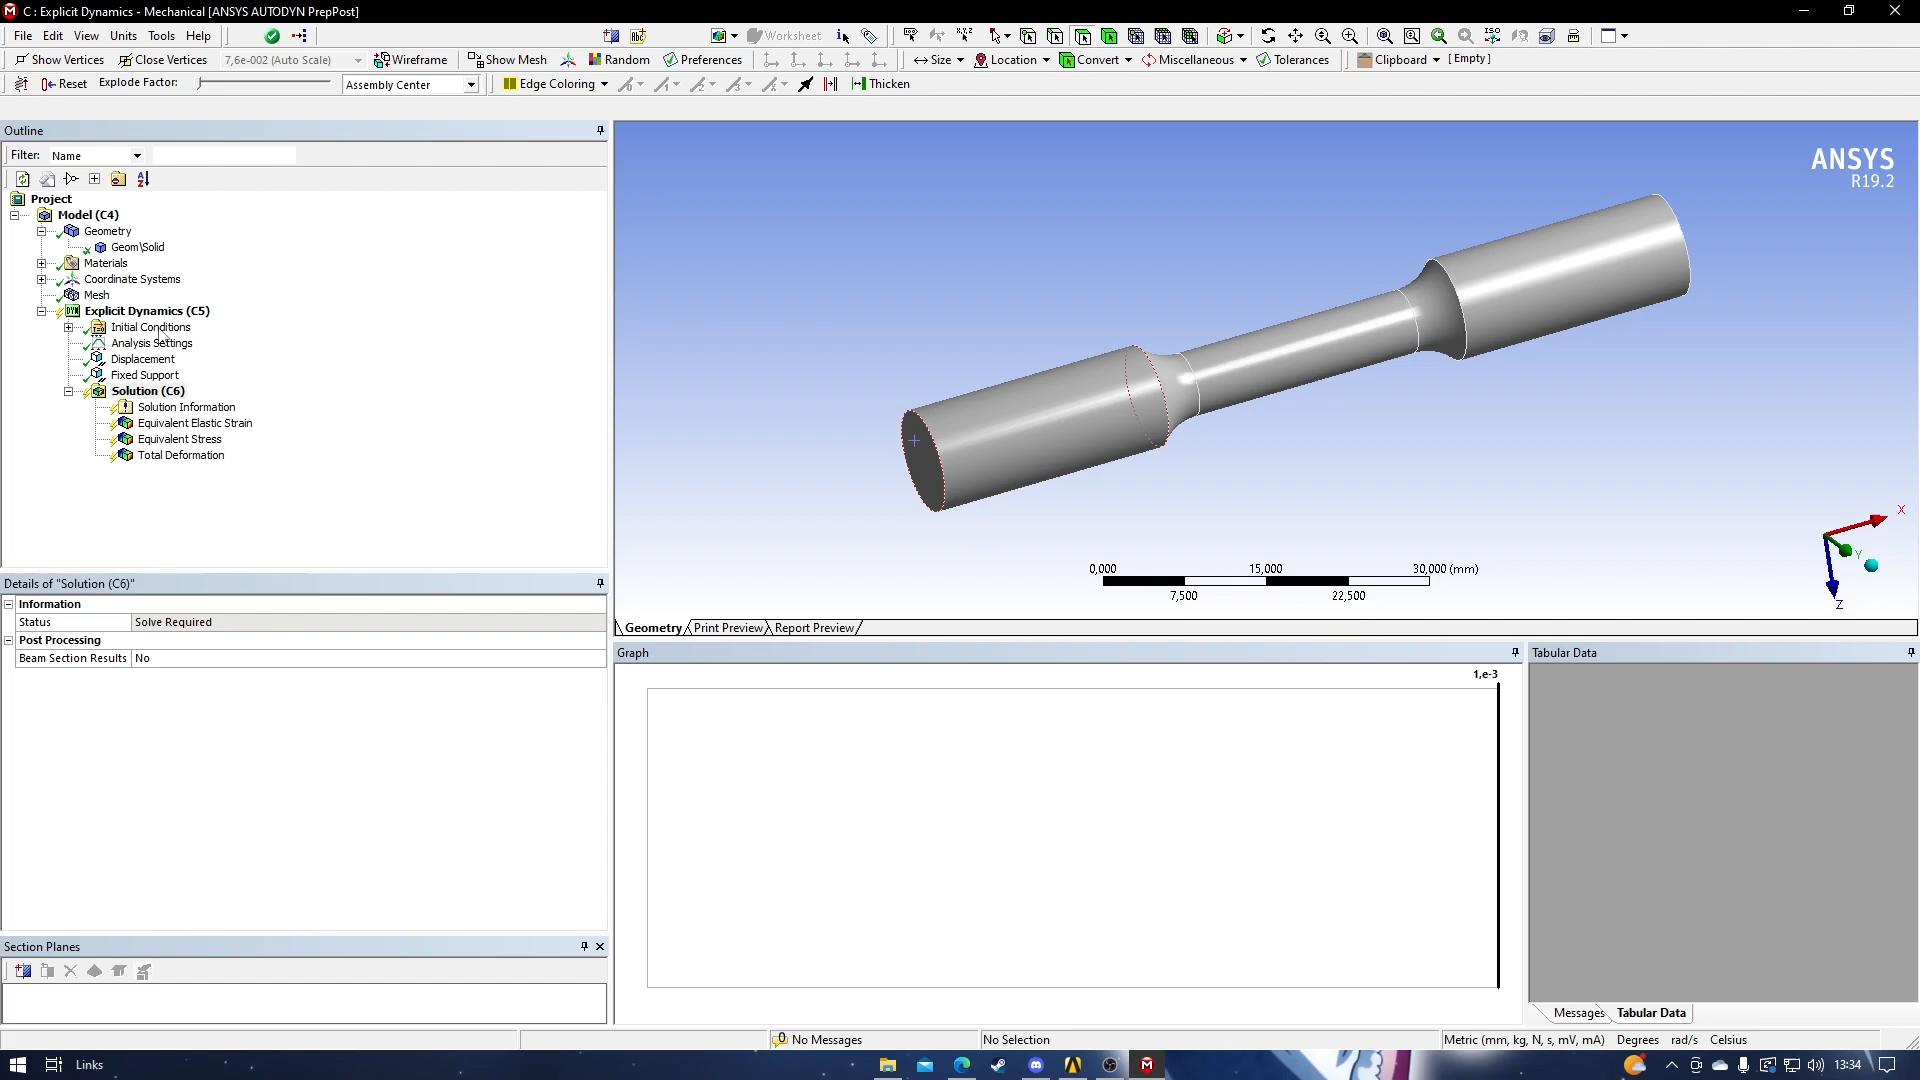 C : Explicit Dynamics - Mechanical [ANSYS AUTODYN PrepPost]
File Edit View Units Tools Help Worksheet
Show Vertices Close Vertices 7,6e-002 (Auto Scale) Wireframe Show Mesh Random Preferences Size Location Convert Miscellaneous Tolerances Clipboard [ Empty ]
Reset Explode Factor: Assembly Center Edge Coloring Thicken
Outline
Filter: Name
Project
Model (C4)
Geometry
Geom\Solid
Materials
Coordinate Systems
Mesh
Explicit Dynamics (C5)
Initial Conditions
Analysis Settings
Displacement
Fixed Support
Solution (C6)
Solution Information
Equivalent Elastic Strain
Equivalent Stress
Total Deformation
Details of "Solution (C6)"
Information
Status Solve Required
Post Processing
Beam Section Results No
Section Planes
ANSYS
R19.2
X
Y
Z
0,000 15,000 30,000 (mm)
7,500 22,500
Geometry Print Preview Report Preview
Graph
1,e-3
Tabular Data
Messages Tabular Data
No Messages No Selection Metric (mm, kg, N, s, mV, mA) Degrees rad/s Celsius
Links 13:34